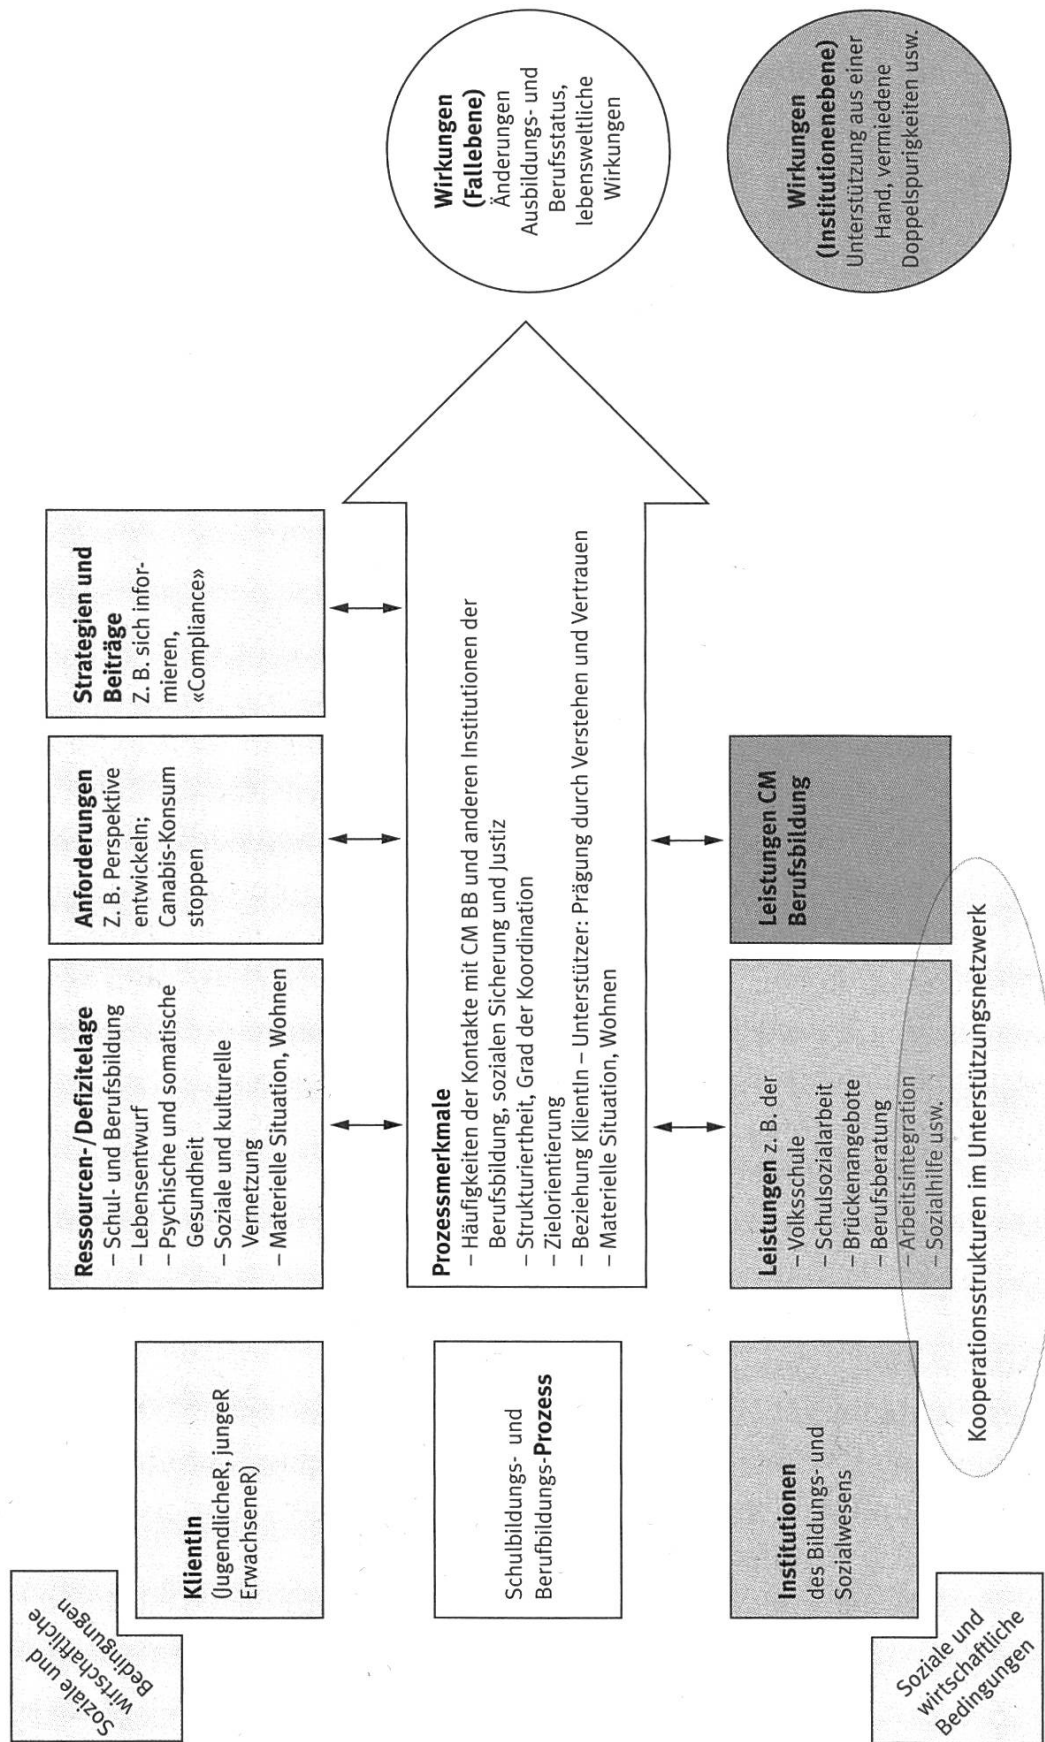 Soziale und
wirtschaftliche
Bedingungen
KlientIn
(JugendlicheR, jungeR
ErwachseneR)
Ressourcen-/Defizitelage
– Schul- und Berufsbildung
– Lebensentwurf
– Psychische und somatische
Gesundheit
– Soziale und kulturelle
Vernetzung
– Materielle Situation, Wohnen
Anforderungen
Z. B. Perspektive
entwickeln;
Canabis-Konsum
stoppen
Strategien und
Beiträge
Z. B. sich infor-
mieren,
«Compliance»
Schulbildungs- und
Berufbildungs-Prozess
Prozessmerkmale
– Häufigkeiten der Kontakte mit CM BB und anderen Institutionen der
Berufsbildung, sozialen Sicherung und Justiz
– Strukturiertheit, Grad der Koordination
– Zielorientierung
– Beziehung KlientIn – Unterstützer: Prägung durch Verstehen und Vertrauen
– Materielle Situation, Wohnen
Wirkungen
(Fallebene)
Änderungen
Ausbildungs- und
Berufsstatus,
lebensweltliche
Wirkungen
Institutionen
des Bildungs- und
Sozialwesens
Leistungen z. B. der
– Volksschule
– Schulsozialarbeit
– Brückenangebote
– Berufsberatung
– Arbeitsintegration
– Sozialhilfe usw.
Leistungen CM
Berufsbildung
Wirkungen
(Institutionenebene)
Unterstützung aus einer
Hand, vermiedene
Doppelspurigkeiten usw.
Soziale und
wirtschaftliche
Bedingungen
Kooperationsstrukturen im Unterstützungsnetzwerk